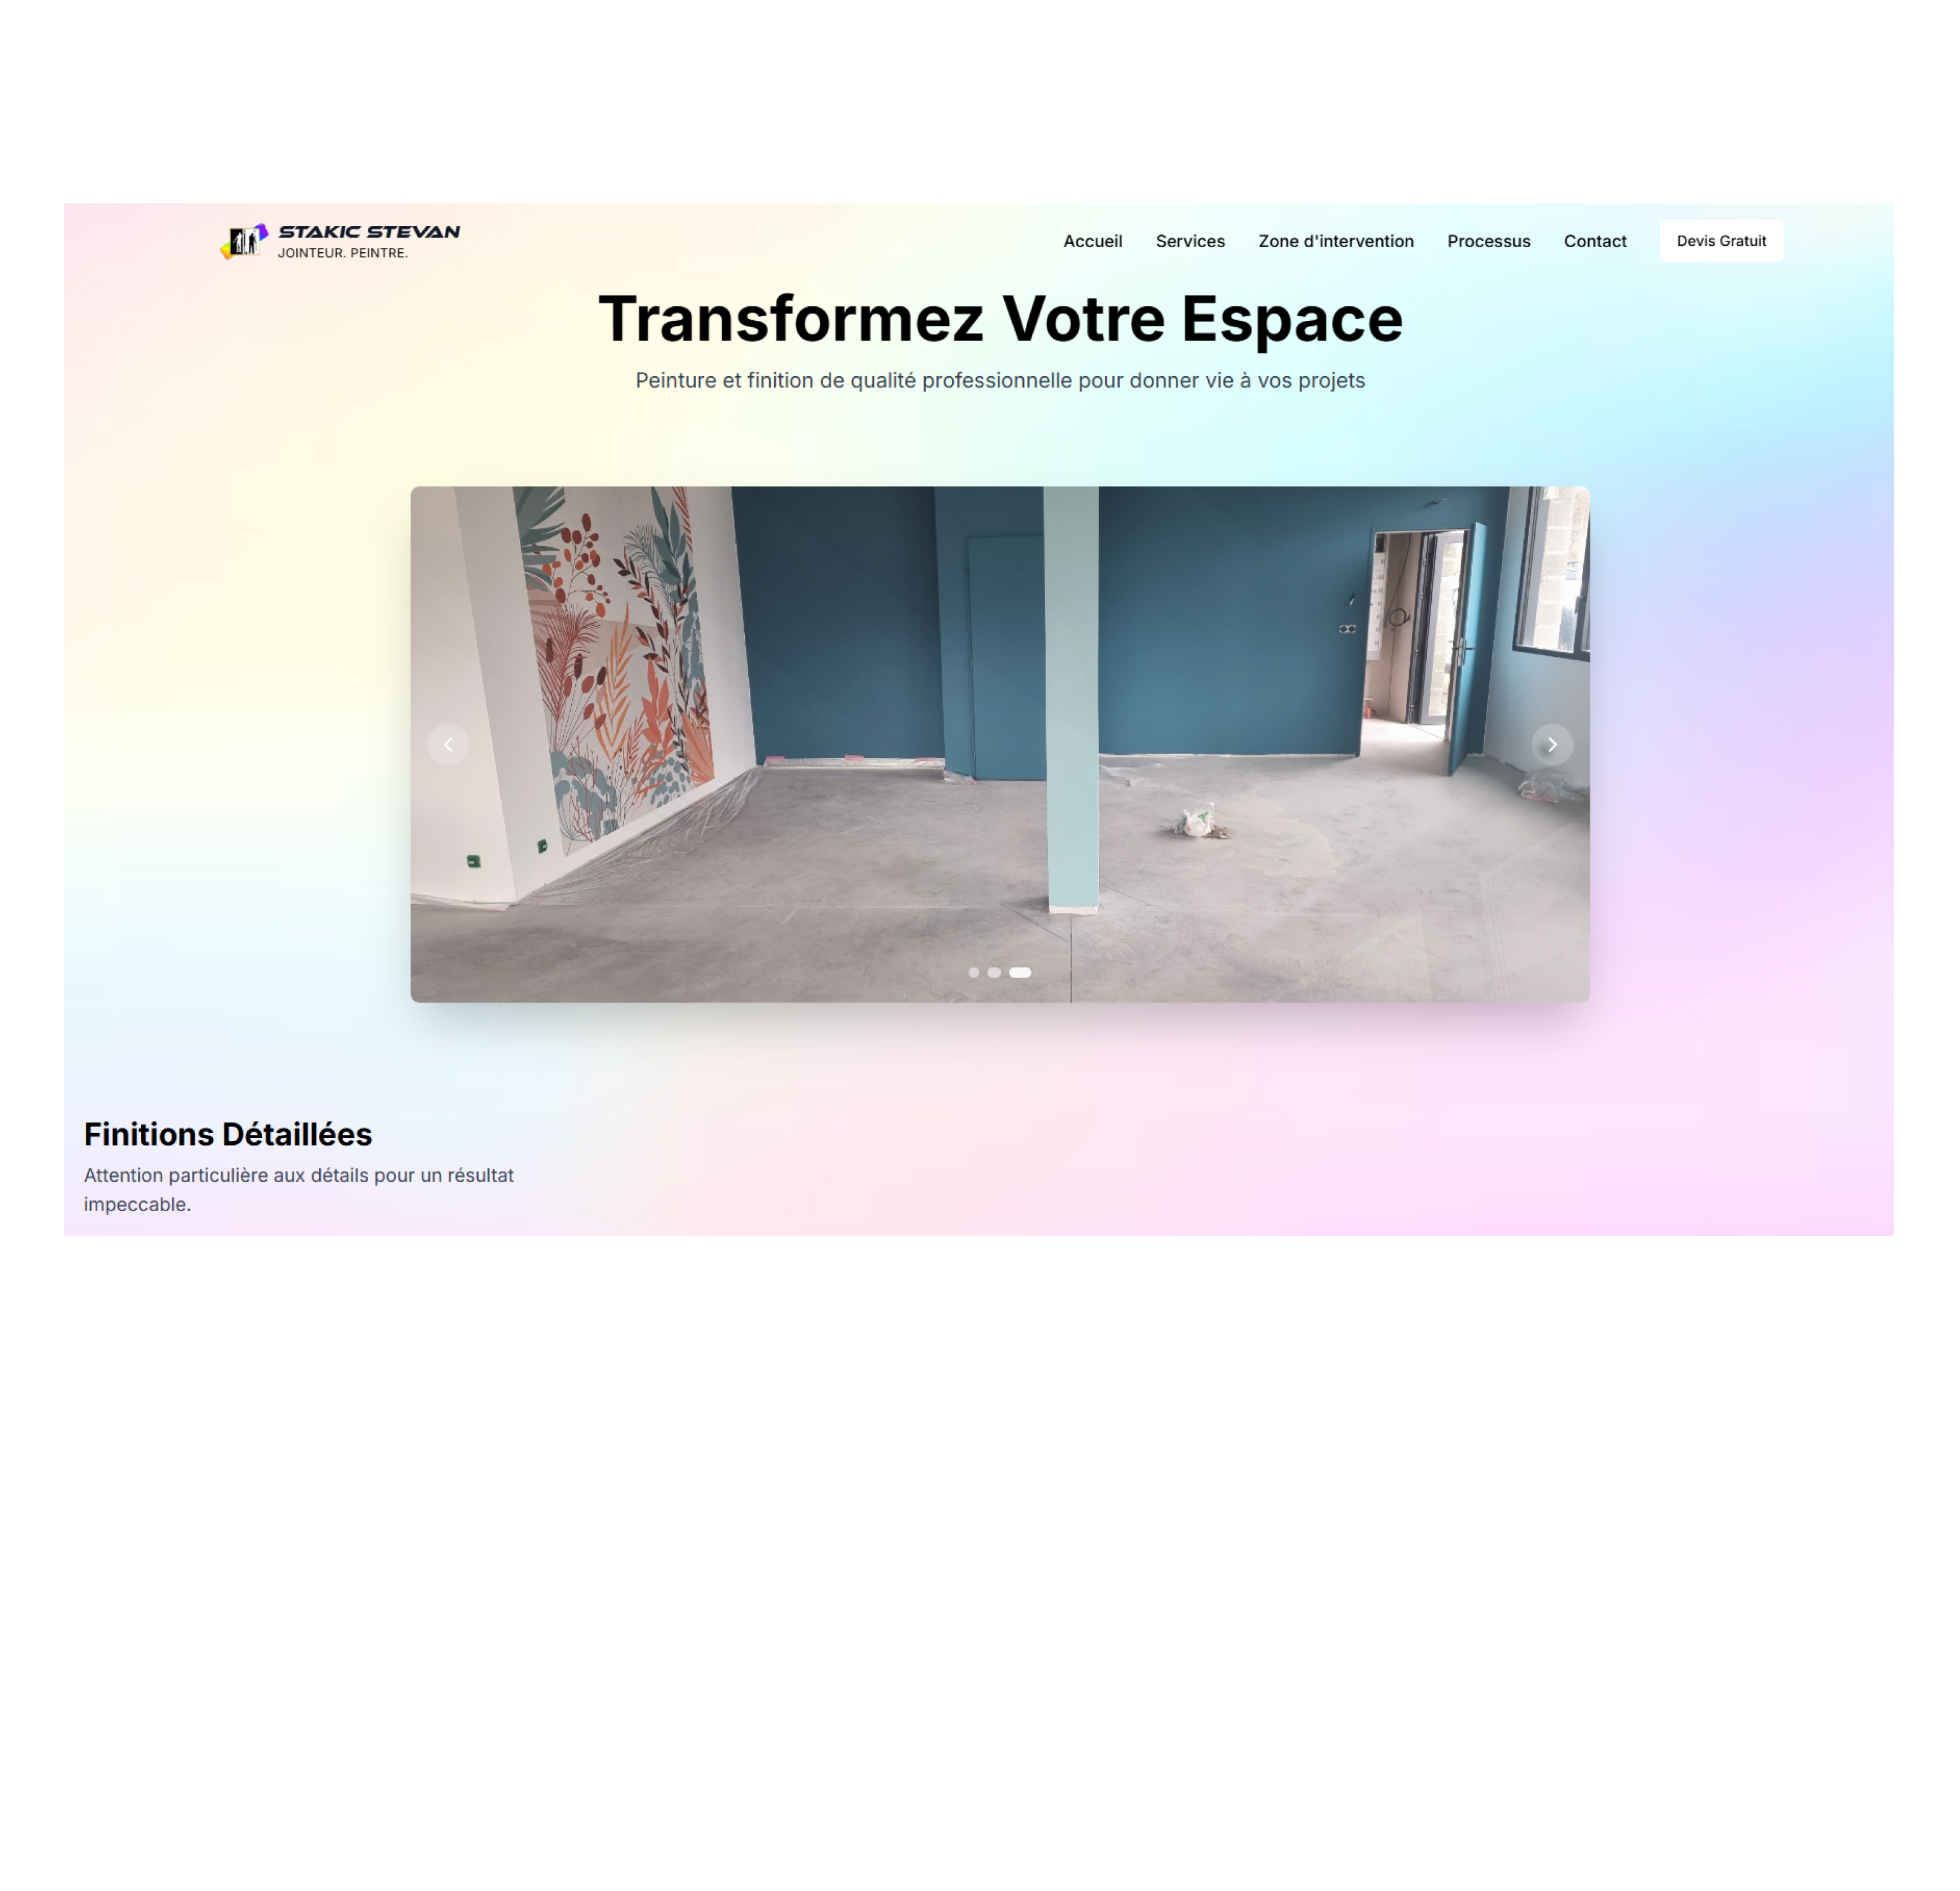 STAKIC STEVAN
JOINTEUR. PEINTRE.
Accueil
Services
Zone d'intervention
Processus
Contact
Devis Gratuit
Transformez Votre Espace
Peinture et finition de qualité professionnelle pour donner vie à vos projets
Finitions Détaillées
Attention particulière aux détails pour un résultat
impeccable.